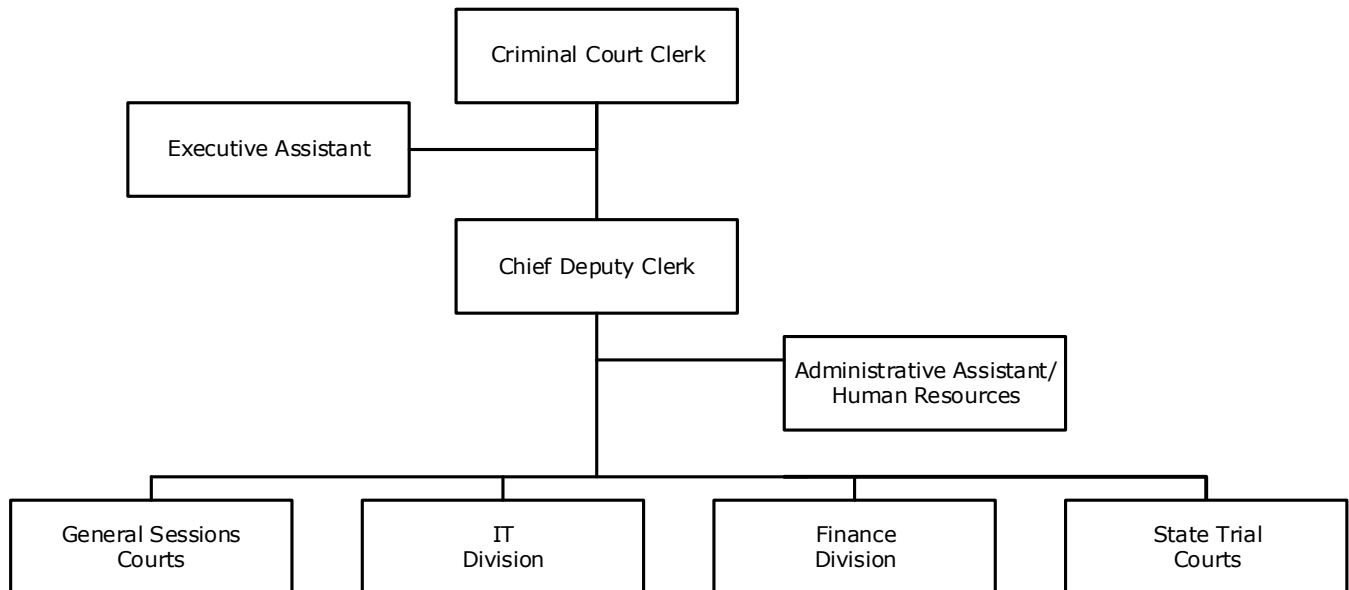 Criminal Court Clerk
Executive Assistant
Chief Deputy Clerk
Administrative Assistant/
Human Resources
General Sessions
Courts
IT
Division
Finance
Division
State Trial
Courts